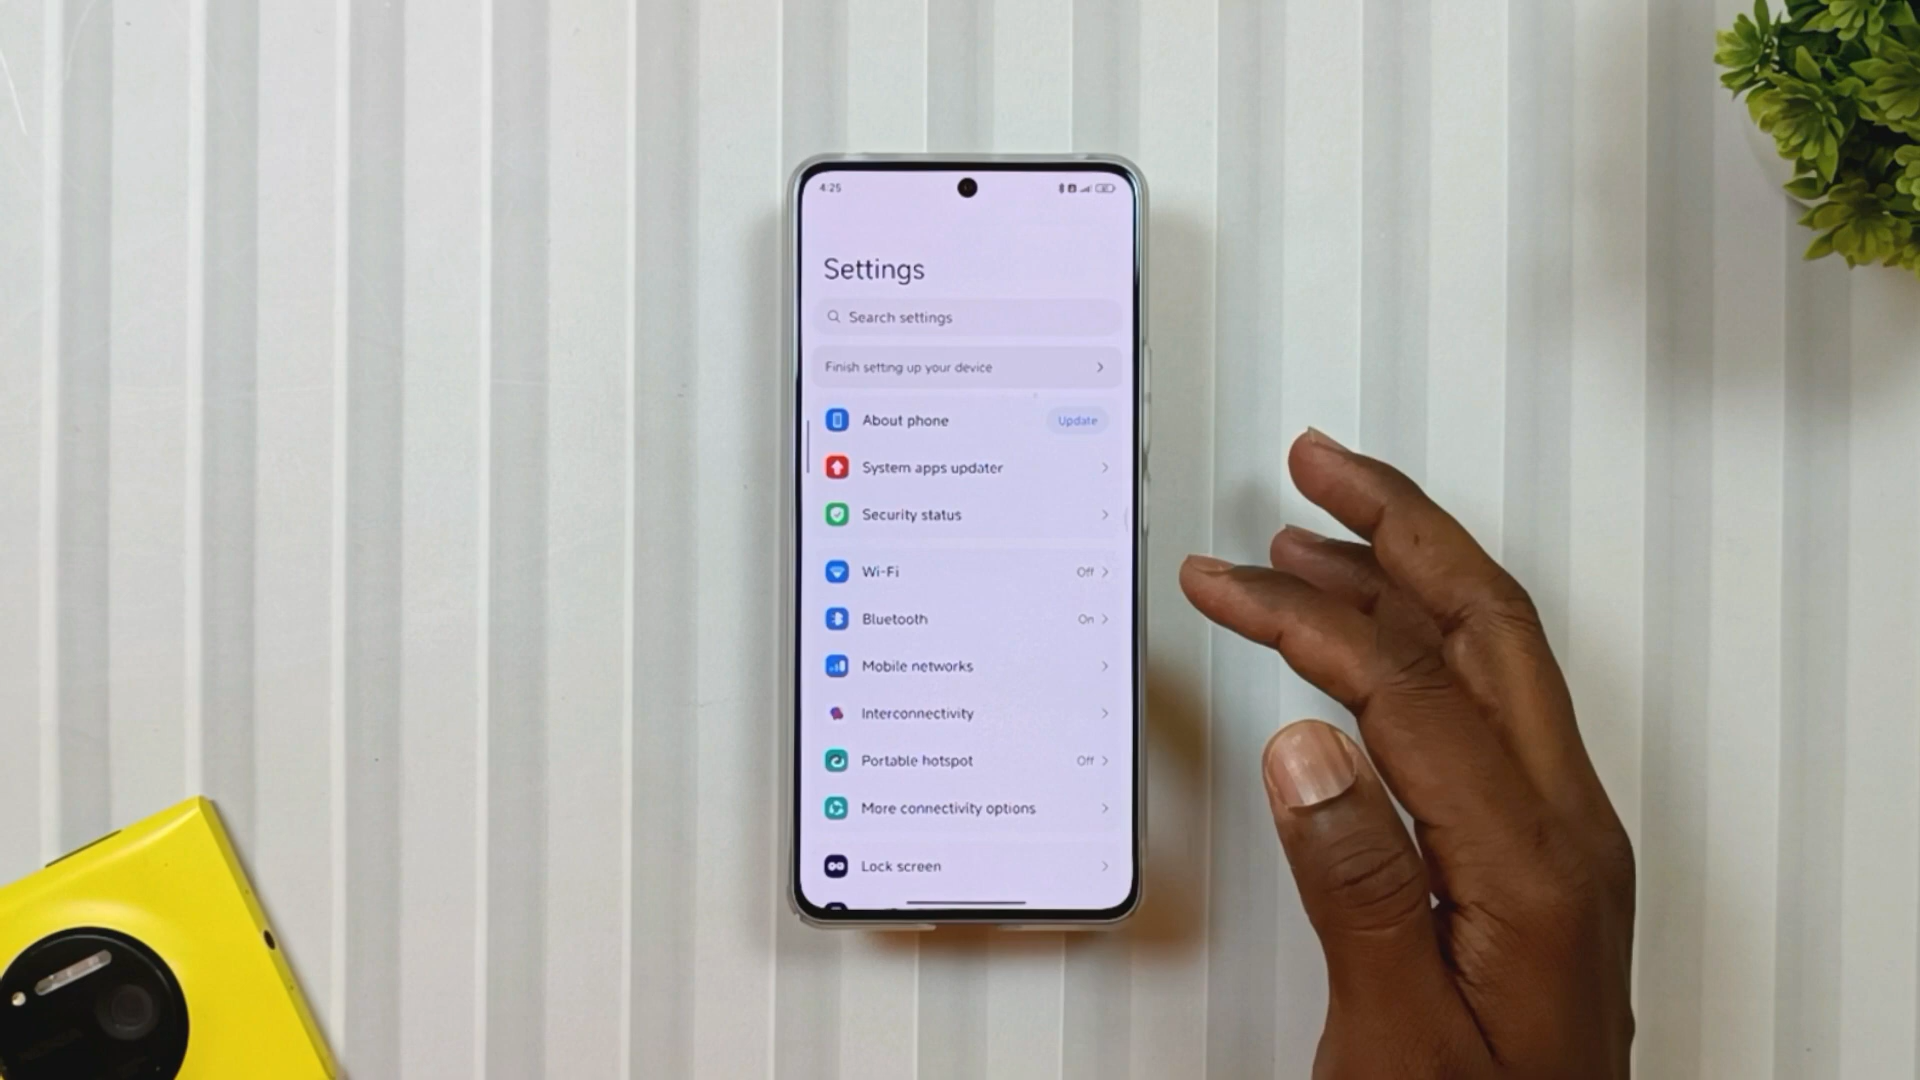 4:25
Settings
Search settings
Finish setting up your device
About phone
Update
System apps updater
Security status
Wi-Fi
Off
Bluetooth
On
Mobile networks
Interconnectivity
Portable hotspot
Off
More connectivity options
Lock screen